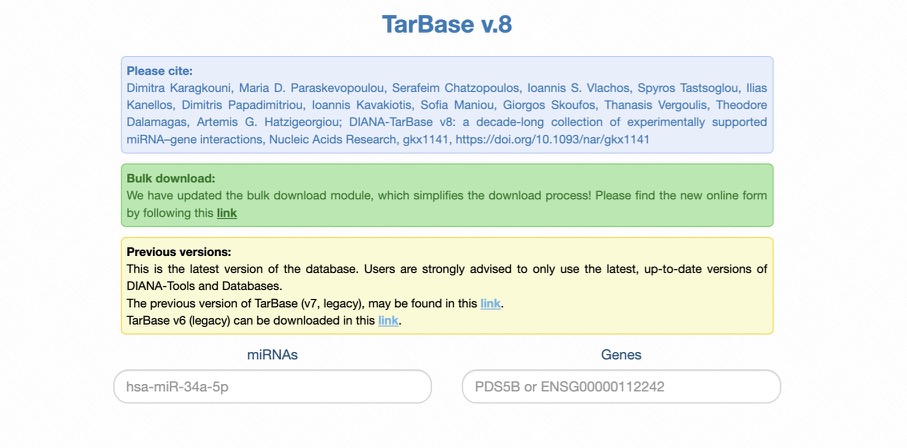 TarBase v.8
Please cite:
Dimitra Karagkouni, Maria D. Paraskevopoulou, Serafeim Chatzopoulos, Ioannis S. Vlachos, Spyros Tastsoglou, Ilias
Kanellos, Dimitris Papadimitriou, Ioannis Kavakiotis, Sofia Maniou, Giorgos Skoufos, Thanasis Vergoulis, Theodore
Dalamagas, Artemis G. Hatzigeorgiou; DIANA-TarBase v8: a decade-long collection of experimentally supported
miRNA–gene interactions, Nucleic Acids Research, gkx1141, https://doi.org/10.1093/nar/gkx1141
Bulk download:
We have updated the bulk download module, which simplifies the download process! Please find the new online form
by following this link
Previous versions:
This is the latest version of the database. Users are strongly advised to only use the latest, up-to-date versions of
DIANA-Tools and Databases.
The previous version of TarBase (v7, legacy), may be found in this link.
TarBase v6 (legacy) can be downloaded in this link.
miRNAs Genes
hsa-miR-34a-5p PDS5B or ENSG00000112242